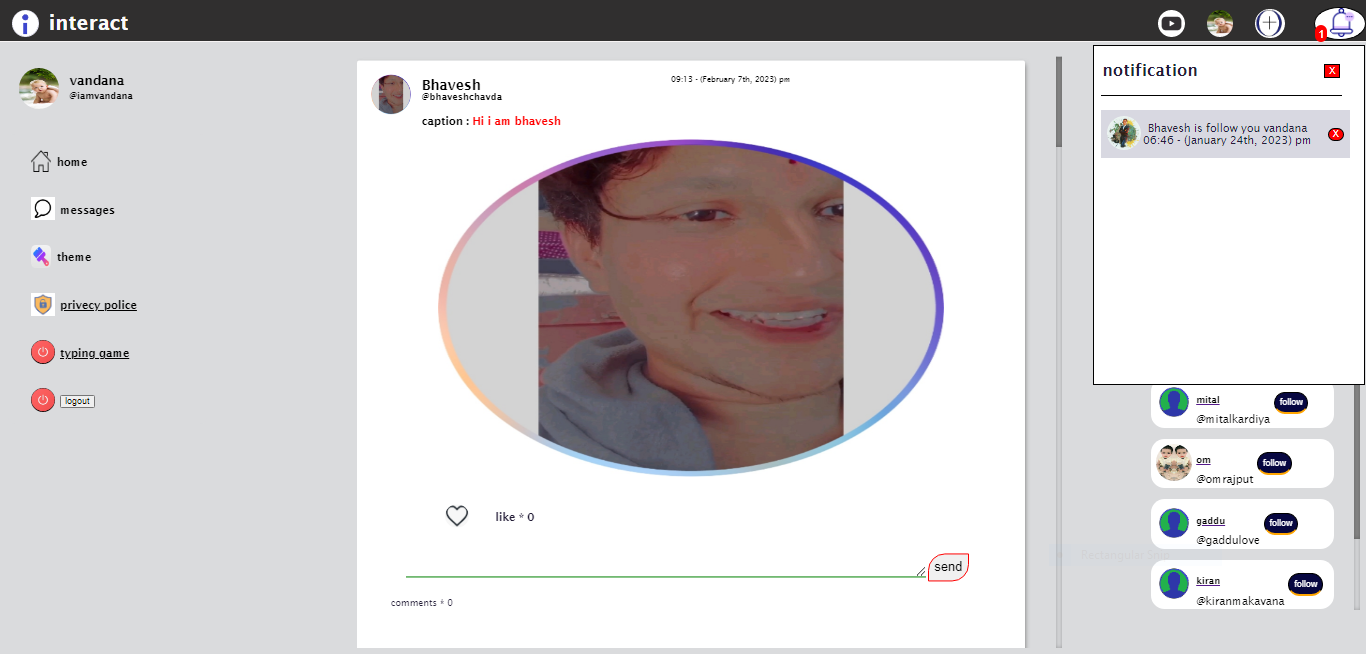 interact
1
vandana
@iamvandana
home
messages
theme
privecy police
typing game
logout
Bhavesh
@bhaveshchavda
09:13 - (February 7th, 2023) pm
caption : Hi i am bhavesh
like * 0
send
comments * 0
notification
X
Bhavesh is follow you vandana
06:46 - (January 24th, 2023) pm
X
mital
@mitalkardiya
follow
om
@omrajput
follow
gaddu
@gaddulove
follow
kiran
@kiranmakavana
follow
Rectangular Snip